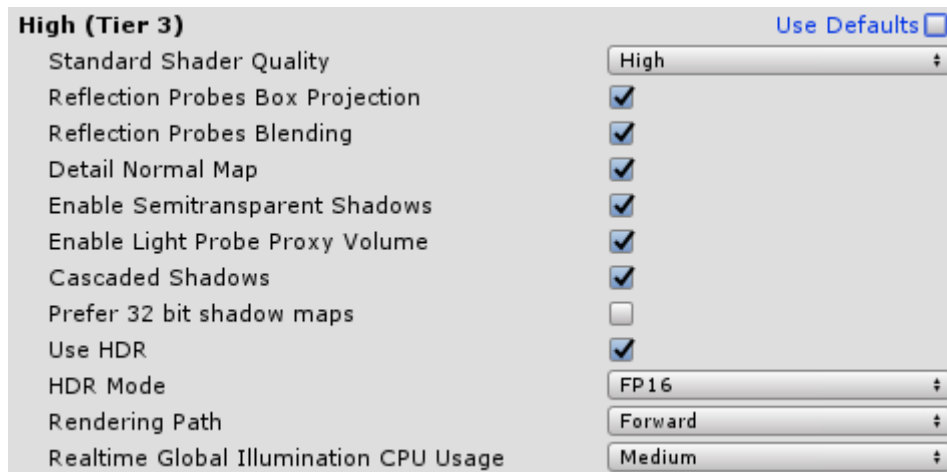 High (Tier 3) Use Defaults
Standard Shader Quality High
Reflection Probes Box Projection
Reflection Probes Blending
Detail Normal Map
Enable Semitransparent Shadows
Enable Light Probe Proxy Volume
Cascaded Shadows
Prefer 32 bit shadow maps
Use HDR
HDR Mode FP16
Rendering Path Forward
Realtime Global Illumination CPU Usage Medium